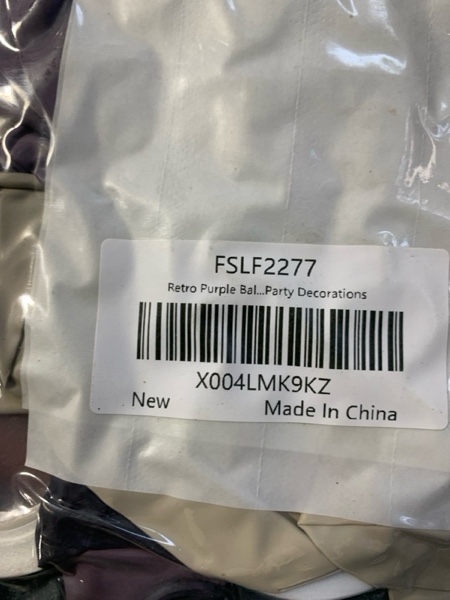 FSLF2277
Retro Purple Bal...Party Decorations
X004LMK9KZ
New Made In China